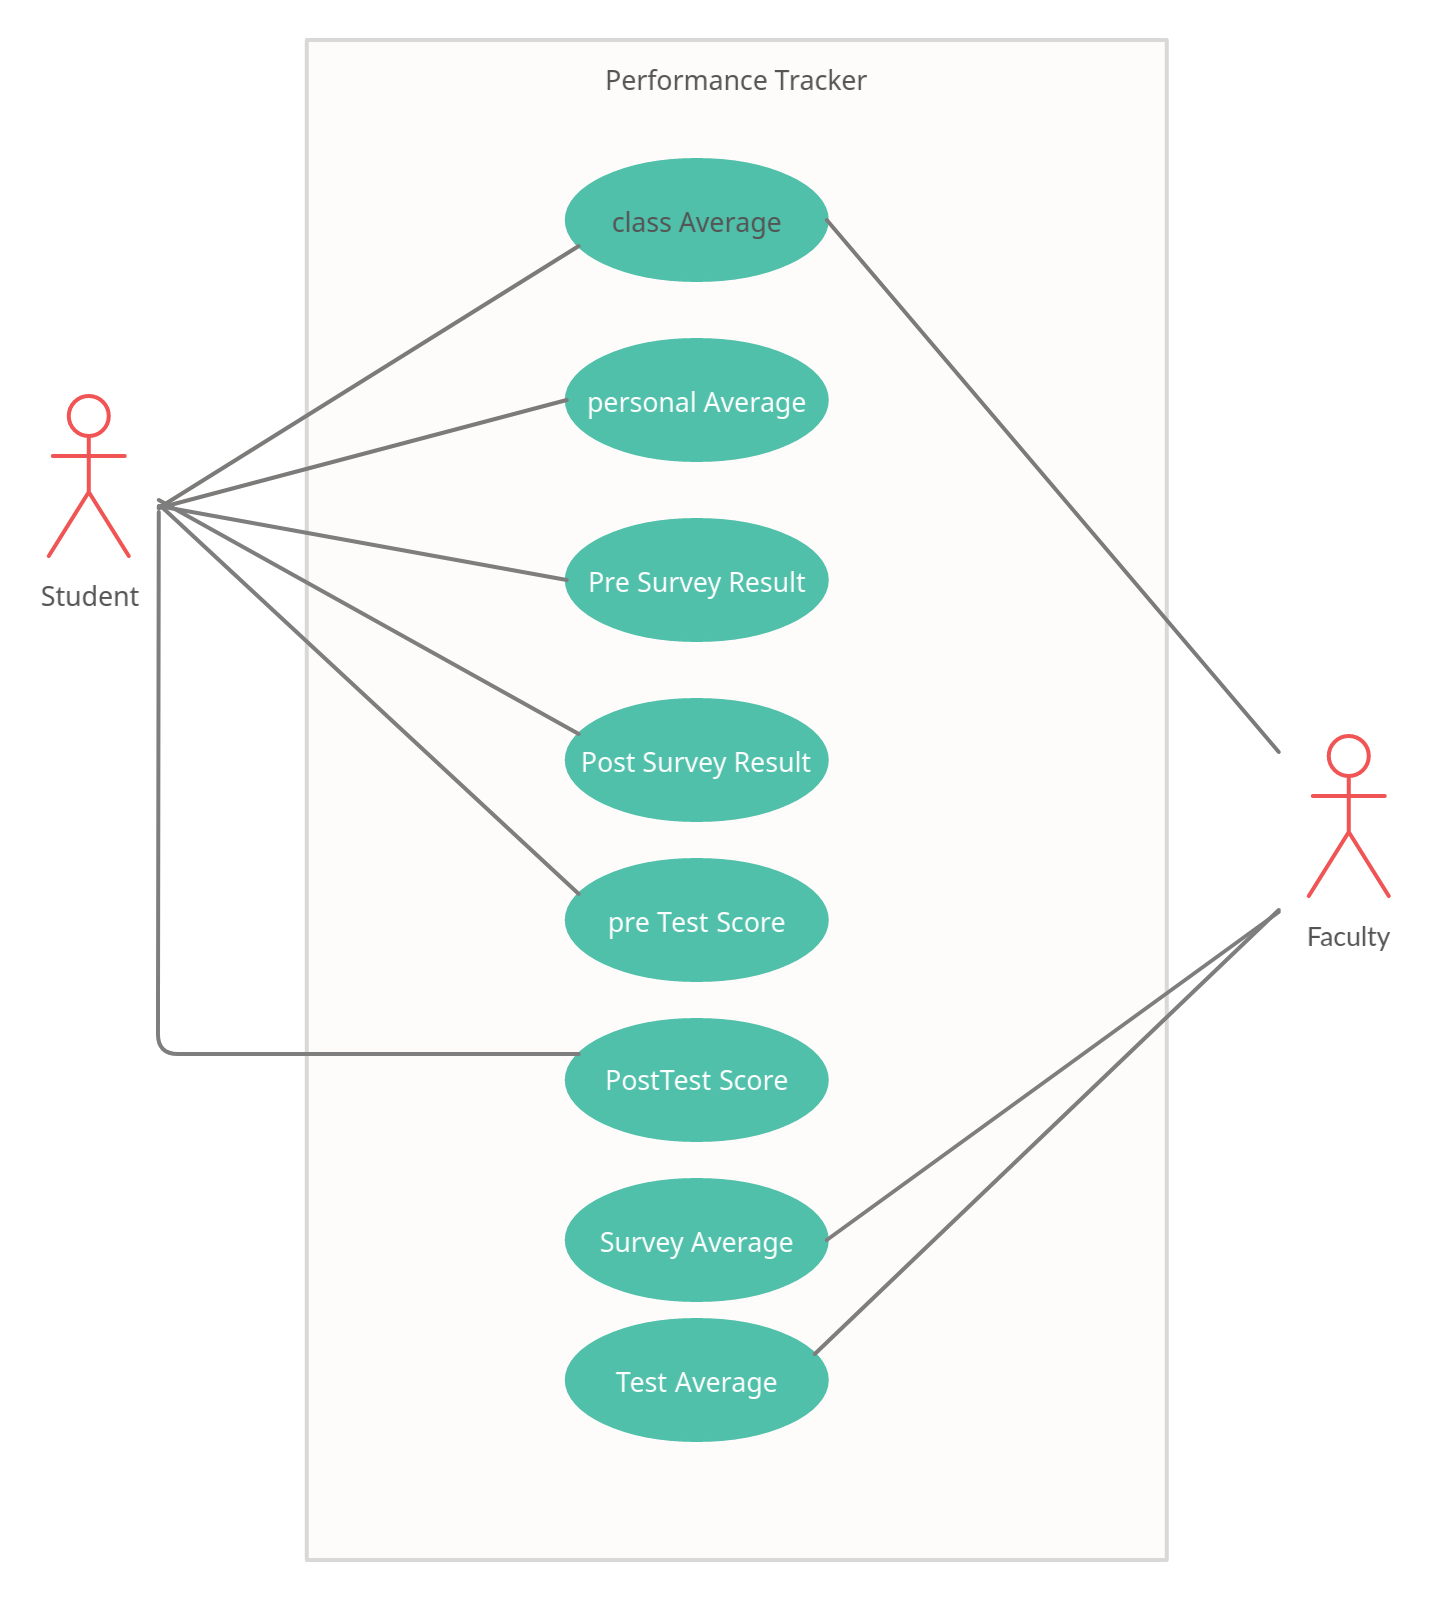 Performance Tracker
class Average
personal Average
Pre Survey Result
Student
Post Survey Result
pre Test Score
Faculty
PostTest Score
Survey Average
Test Average